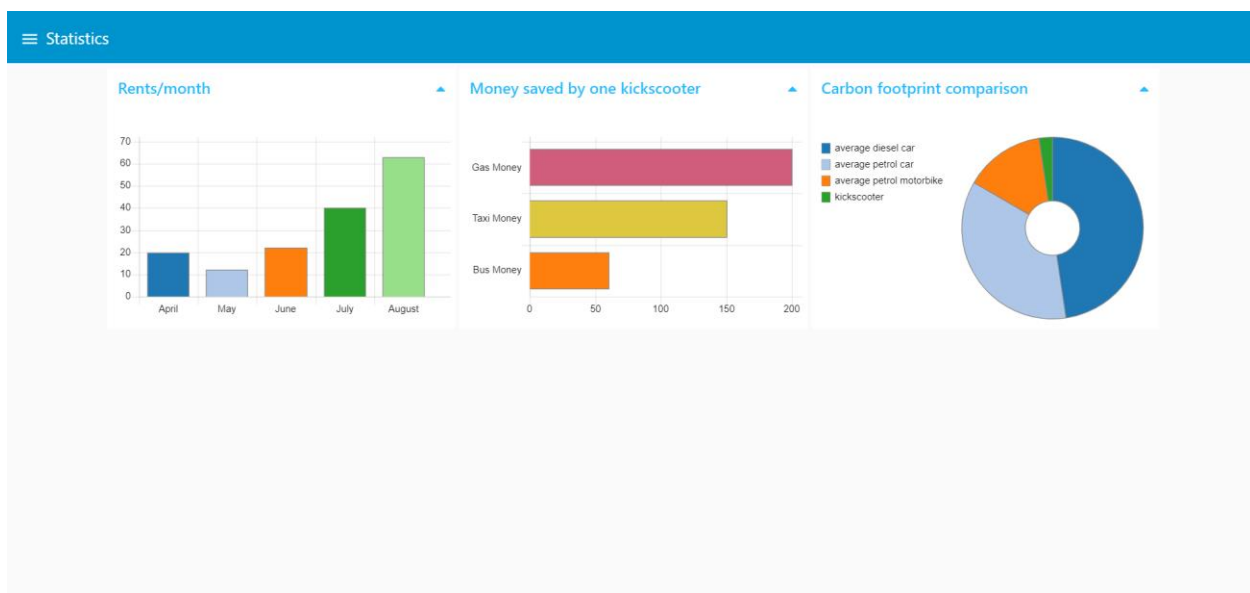 Statistics
Rents/month
70
60
50
40
30
20
10
0
April May June July August
Money saved by one kickscooter
Gas Money
Taxi Money
Bus Money
0 50 100 150 200
Carbon footprint comparison
average diesel car
average petrol car
average petrol motorbike
kickscooter